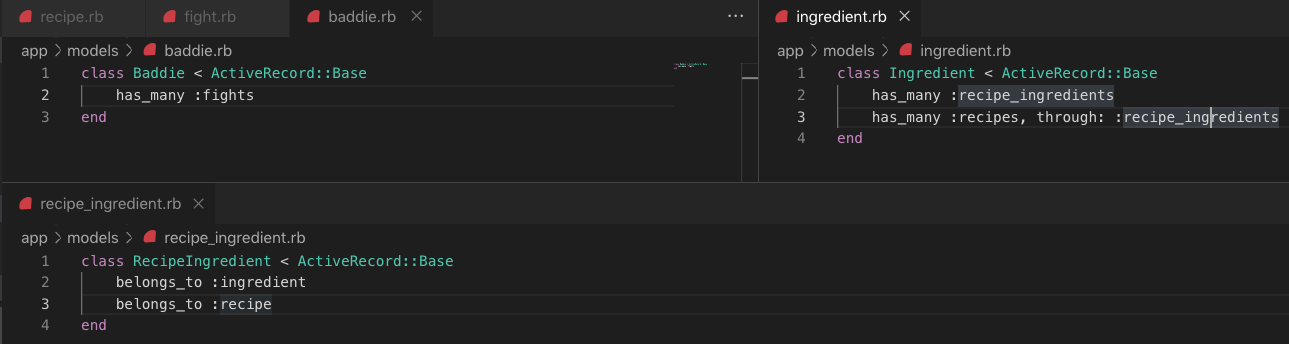 recipe.rb fight.rb baddie.rb × ...
app > models > baddie.rb
1 class Baddie < ActiveRecord::Base
2     has_many :fights
3 end
ingredient.rb ×
app > models > ingredient.rb
1 class Ingredient < ActiveRecord::Base
2     has_many :recipe_ingredients
3     has_many :recipes, through: :recipe_ingredients
4 end
recipe_ingredient.rb ×
app > models > recipe_ingredient.rb
1 class RecipeIngredient < ActiveRecord::Base
2     belongs_to :ingredient
3     belongs_to :recipe
4 end